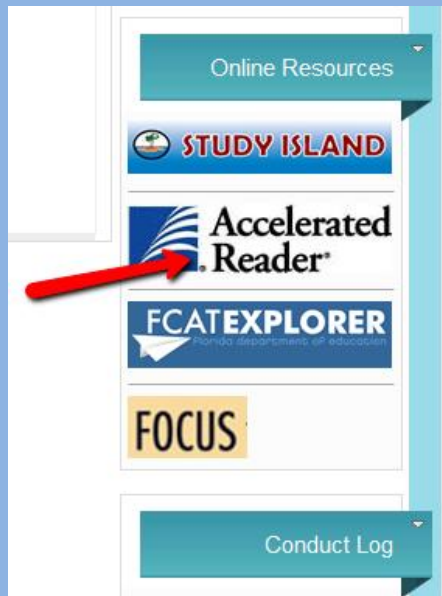 Online Resources
STUDY ISLAND
Accelerated
Reader
FCATEXPLORER
Florida department of education
FOCUS
Conduct Log